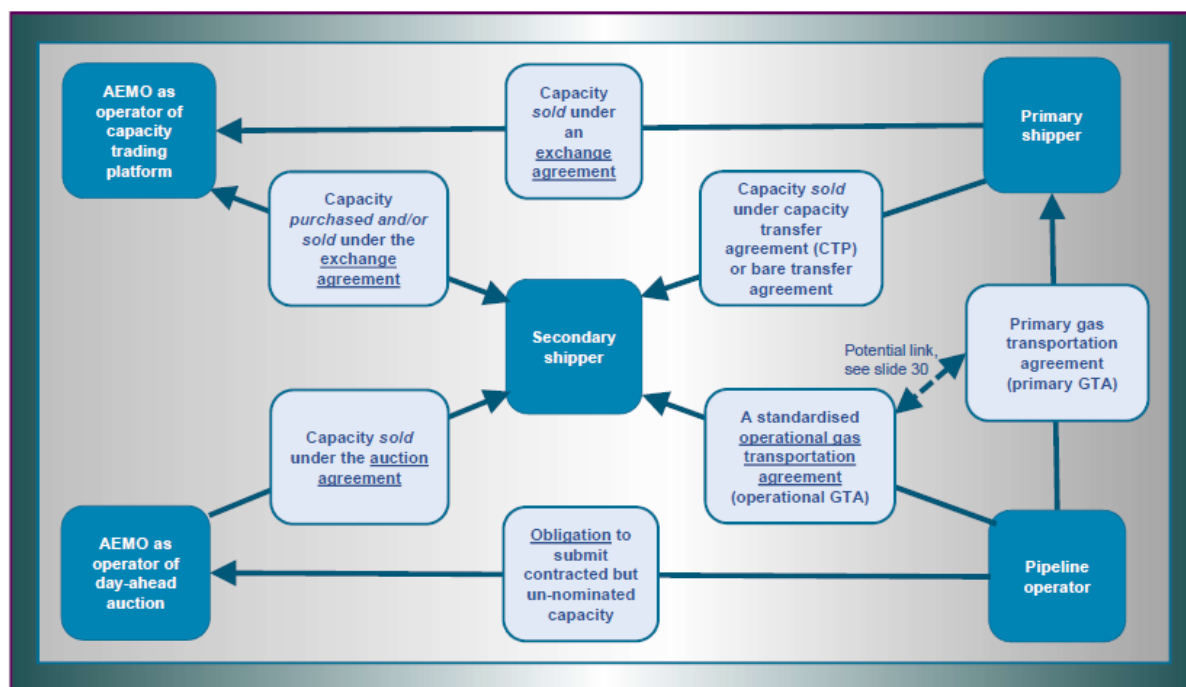 AEMO as
operator of
capacity
trading
platform
Capacity
sold under
an
exchange
agreement
Primary
shipper
Capacity
purchased and/or
sold under the
exchange
agreement
Capacity sold
under capacity
transfer
agreement (CTP)
or bare transfer
agreement
Secondary
shipper
Potential link,
see slide 30
Primary gas
transportation
agreement
(primary GTA)
Capacity sold
under the auction
agreement
A standardised
operational gas
transportation
agreement
(operational GTA)
AEMO as
operator of
day-ahead
auction
Obligation to
submit
contracted but
un-nominated
capacity
Pipeline
operator